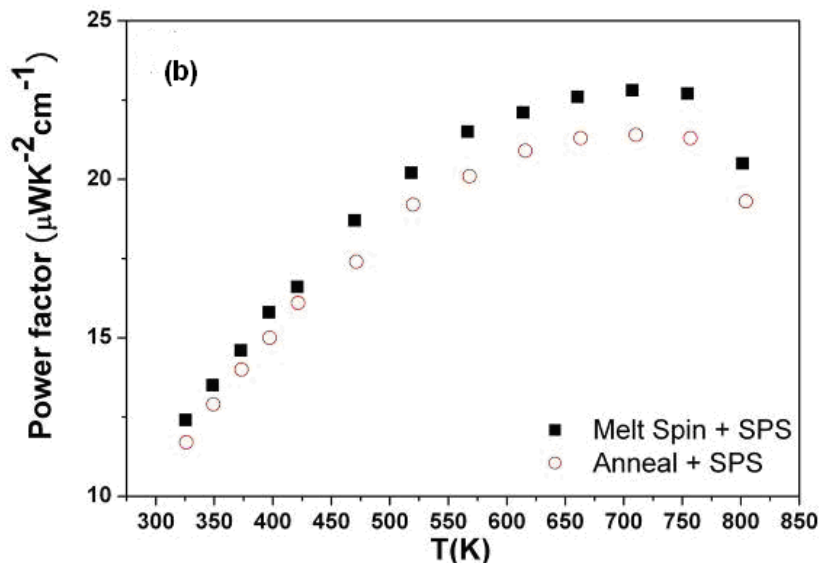 25
(b)
20
15
10
Power factor (μWK⁻²cm⁻¹)
Melt Spin + SPS
Anneal + SPS
300 350 400 450 500 550 600 650 700 750 800 850
T(K)